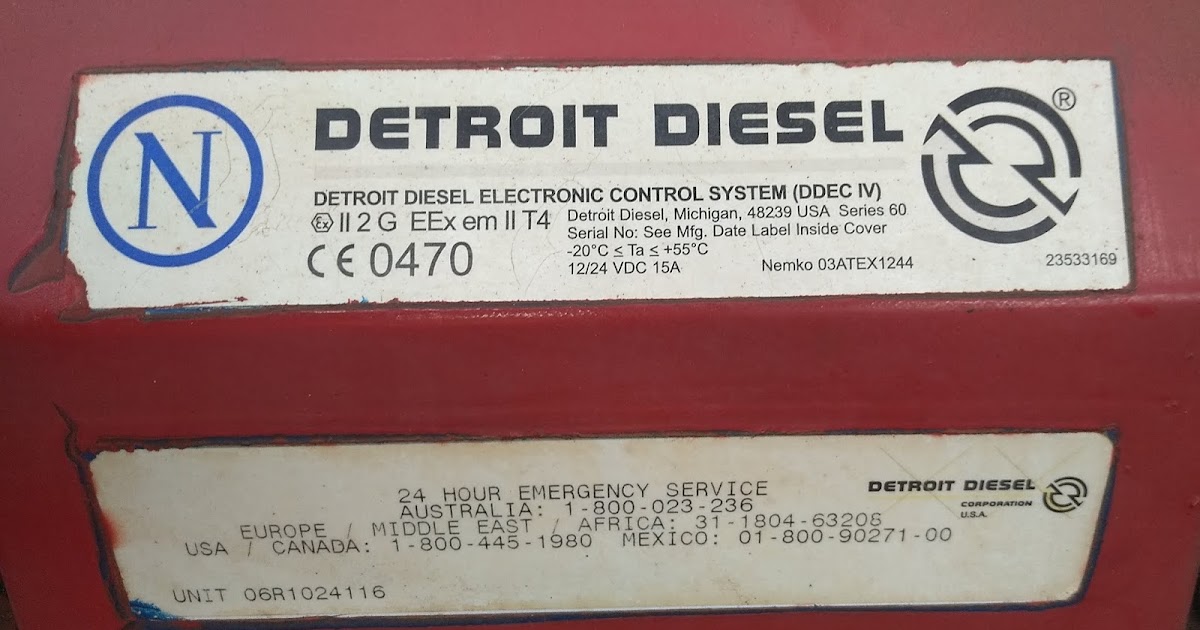 N
DETROIT DIESEL ®
DETROIT DIESEL ELECTRONIC CONTROL SYSTEM (DDEC IV)
Ex II 2 G EEx em II T4
Detroit Diesel, Michigan, 48239 USA Series 60
Serial No: See Mfg. Date Label Inside Cover
-20°C ≤ Ta ≤ +55°C
CE 0470
12/24 VDC 15A
Nemko 03ATEX1244
23533169
DETROIT DIESEL
CORPORATION
U.S.A.
24 HOUR EMERGENCY SERVICE
AUSTRALIA: 1-800-023-236
EUROPE / MIDDLE EAST / AFRICA: 31-1804-63208
USA / CANADA: 1-800-445-1980 MEXICO: 01-800-90271-00
UNIT 06R1024116